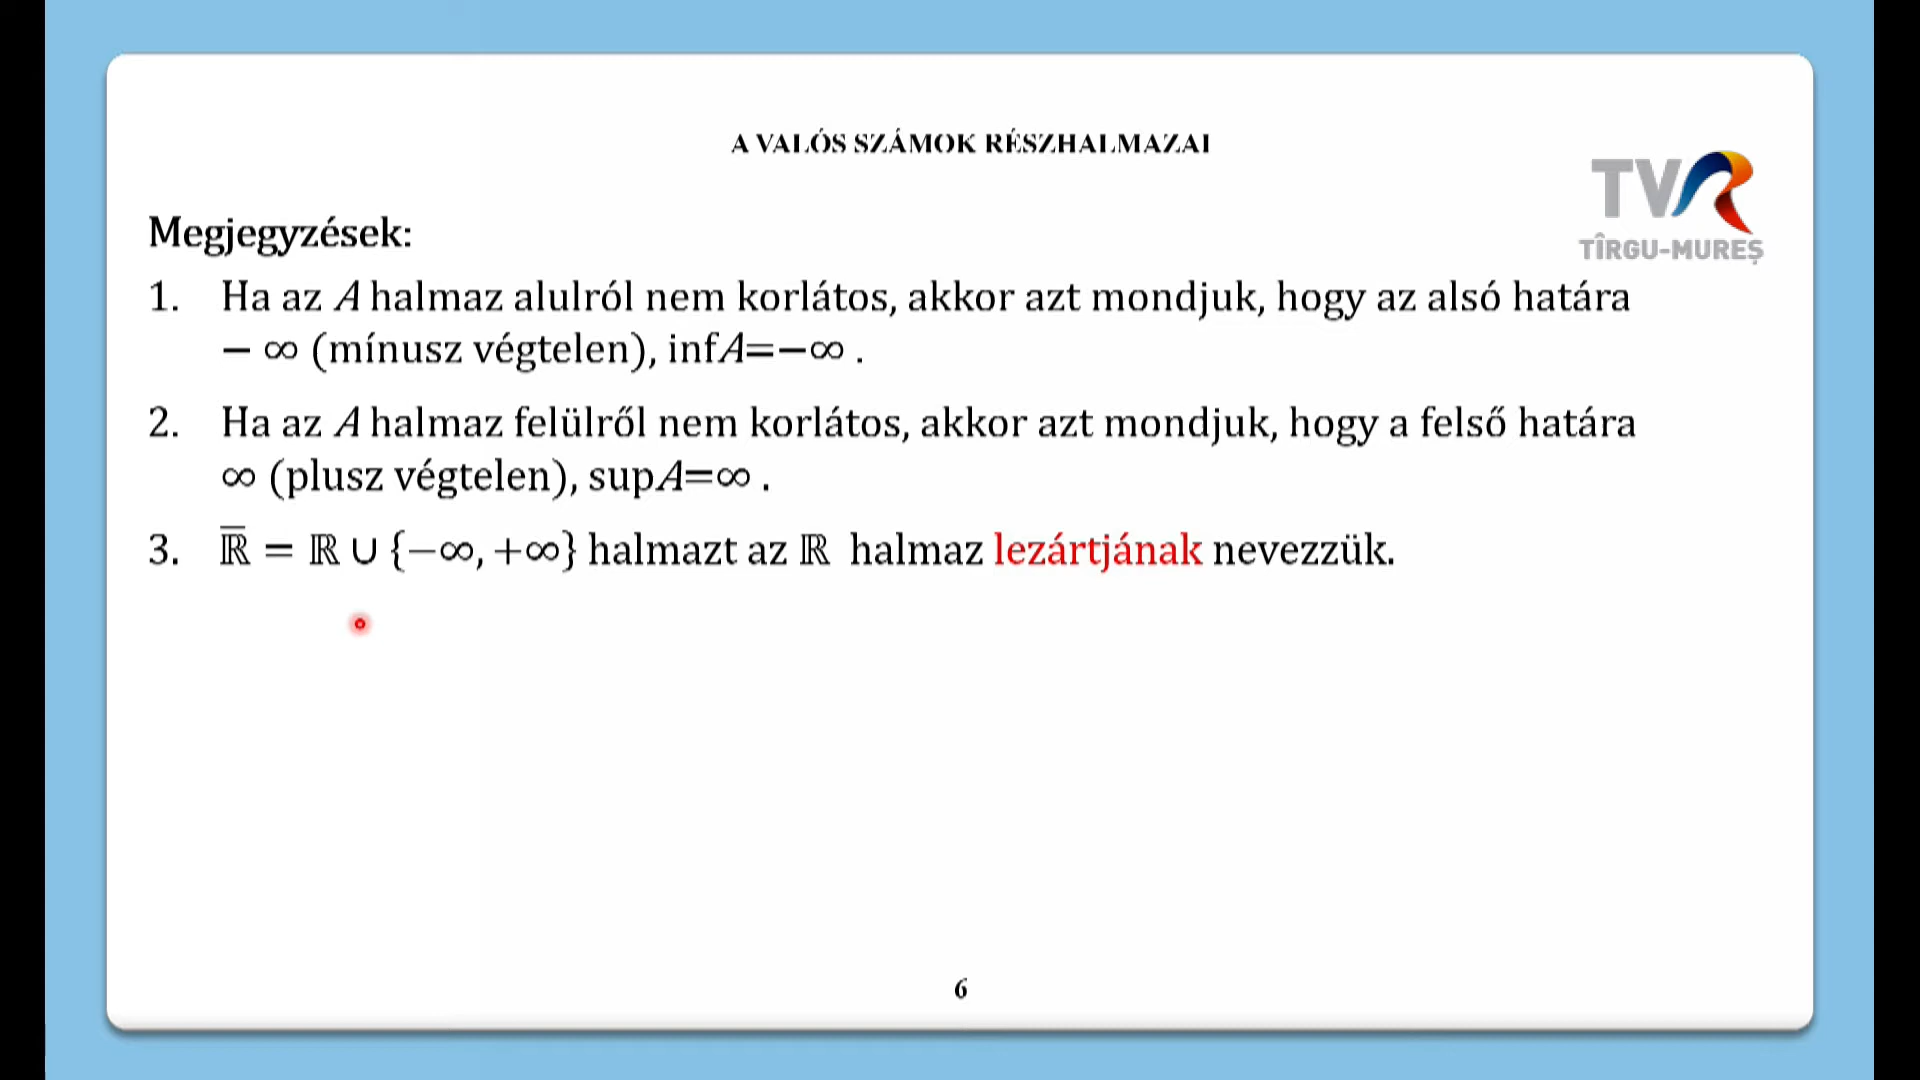 A VALÓS SZÁMOK RÉSZHALMAZAI
TVR
TÎRGU-MUREȘ
Megjegyzések:
1. Ha az A halmaz alulról nem korlátos, akkor azt mondjuk, hogy az alsó határa
− ∞ (mínusz végtelen), infA=−∞ .
2. Ha az A halmaz felülről nem korlátos, akkor azt mondjuk, hogy a felső határa
∞ (plusz végtelen), supA=∞ .
3. ℝ̅ = ℝ ∪ {−∞, +∞} halmazt az ℝ halmaz lezártjának nevezzük.
6